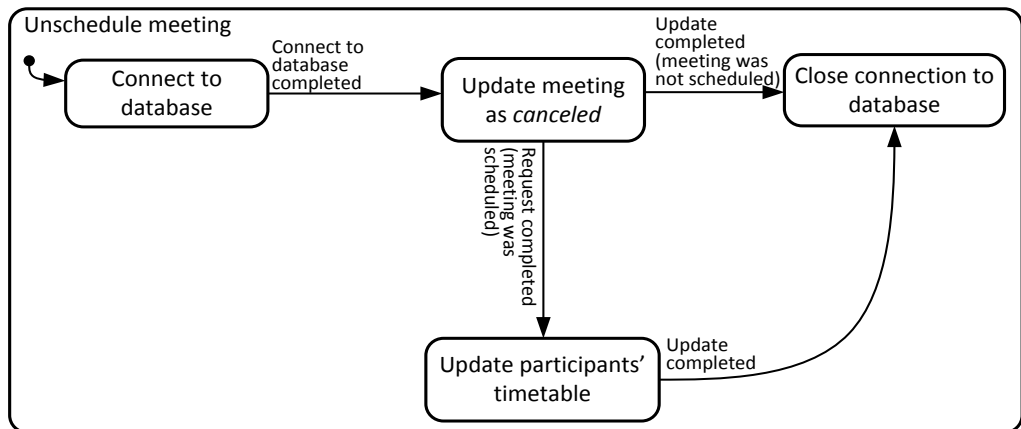 Unschedule meeting
Connect to
database
Connect to
database
completed
Update meeting
as canceled
Update
completed
(meeting was
not scheduled)
Close connection to
database
Request completed
(meeting was
scheduled)
Update participants’
timetable
Update
completed